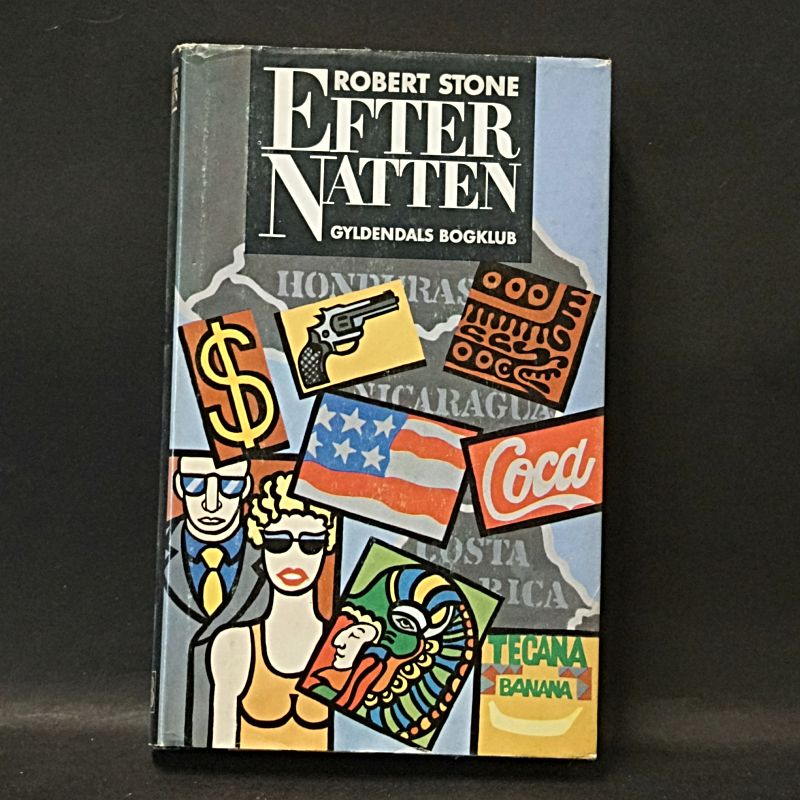 ROBERT STONE
EFTER
NATTEN
GYLDENDALS BOGKLUB
HONDURAS
$
NICARAGUA
Coca
COSTA
RICA
TECANA
BANANA